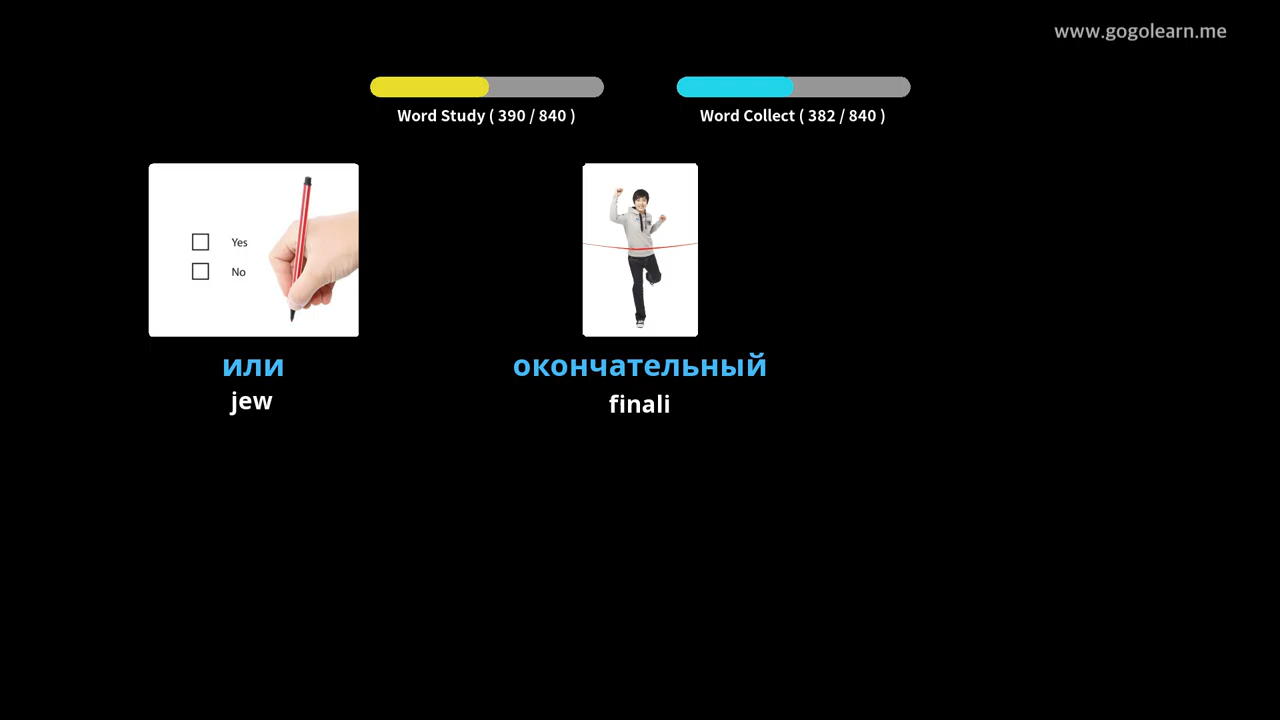 www.gogolearn.me
Word Study ( 390 / 840 )
Word Collect ( 382 / 840 )
Yes
No
или
jew
окончательный
finali